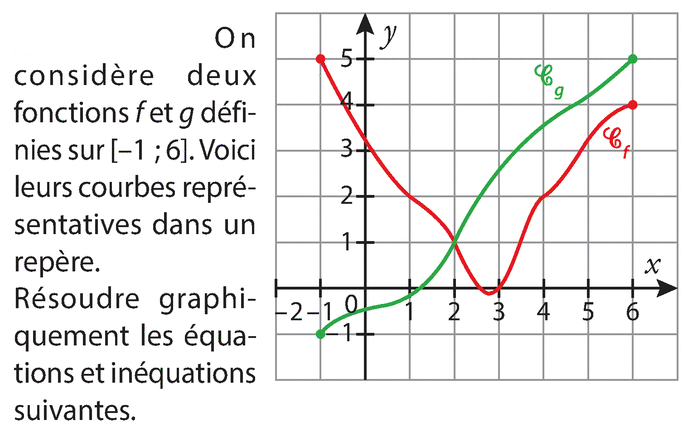 On
considère deux
fonctions f et g défi-
nies sur [–1 ; 6]. Voici
leurs courbes repré-
sentatives dans un
repère.
Résoudre graphi-
quement les équa-
tions et inéquations
suivantes.
y
5
4
3
2
1
0
–1
–2 –1 1 2 3 4 5 6
x
𝒞g
𝒞f